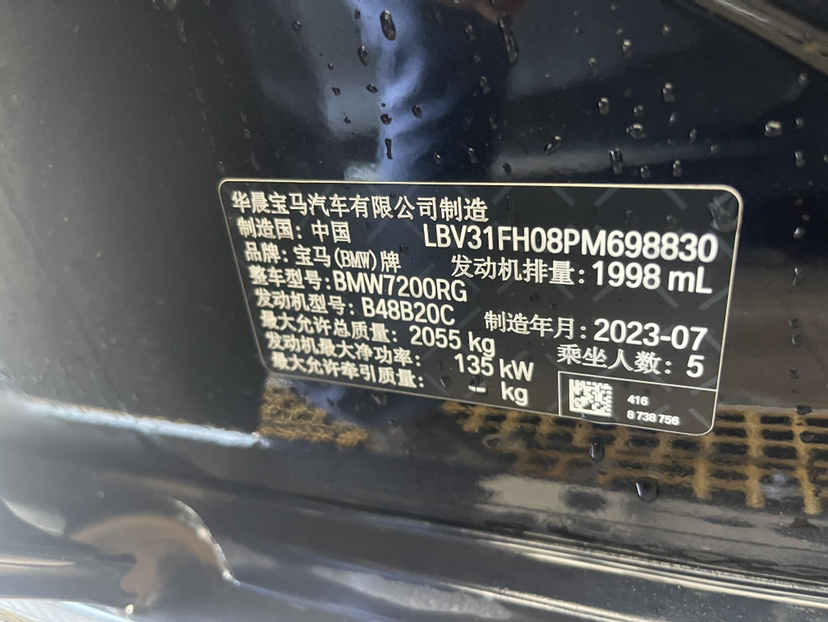 华晨宝马汽车有限公司制造
制造国: 中国 LBV31FH08PM698830
品牌: 宝马(BMW)牌 发动机排量: 1998 mL
整车型号: BMW7200RG
发动机型号: B48B20C 制造年月: 2023-07
最大允许总质量: 2055 kg 乘坐人数: 5
发动机最大净功率: 135 kW
最大允许牵引质量: -- kg
416
8 738 756